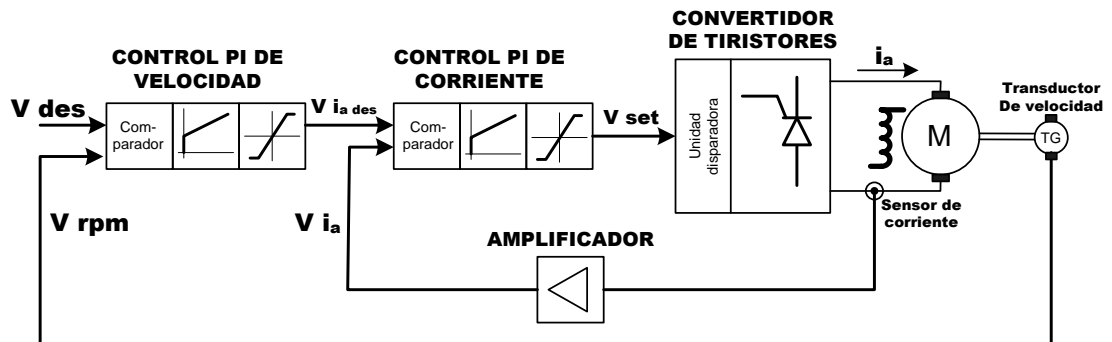 CONTROL PI DE
VELOCIDAD
CONTROL PI DE
CORRIENTE
CONVERTIDOR
DE TIRISTORES
ia
Transductor
De velocidad
V des
Com-
parador
V ia des
Com-
parador
V set
Unidad
disparadora
M
TG
V rpm
V ia
Sensor de
corriente
AMPLIFICADOR